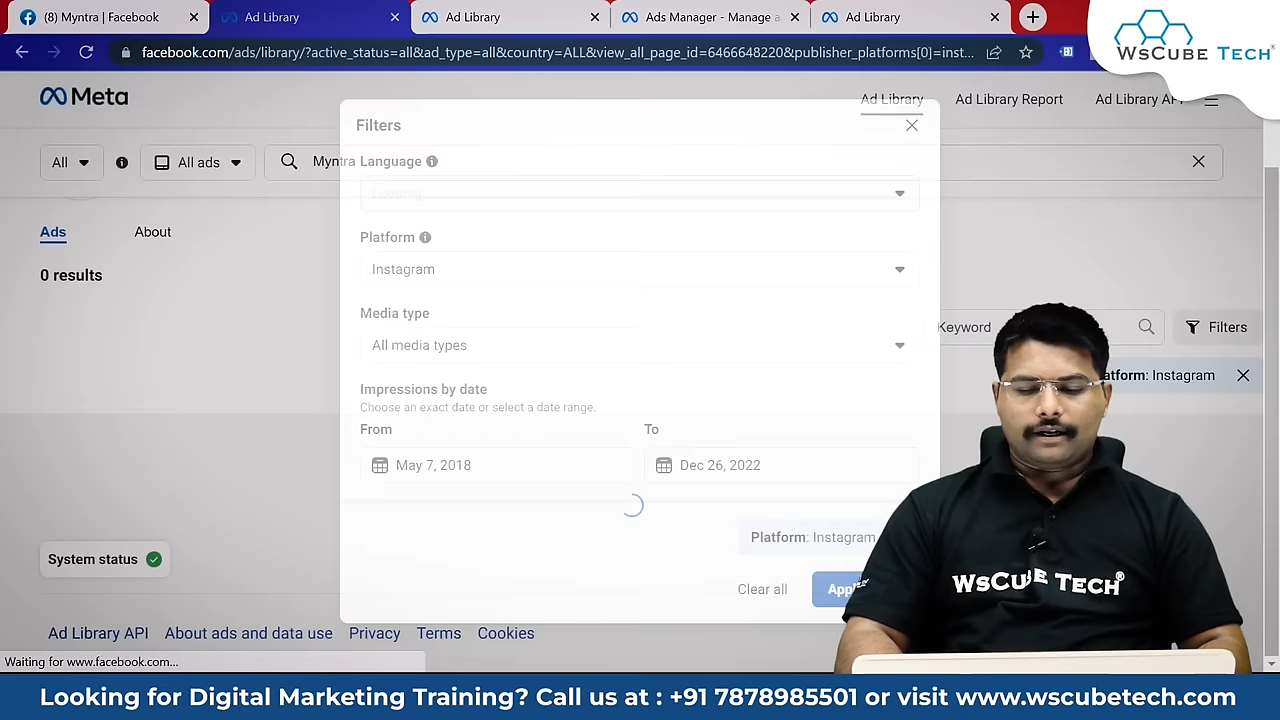 (8) Myntra | Facebook
Ad Library
Ad Library
Ads Manager - Manage a
Ad Library
facebook.com/ads/library/?active_status=all&ad_type=all&country=ALL&view_all_page_id=6466648220&publisher_platforms[0]=inst...
WsCube Tech®
Meta
Ad Library
Ad Library Report
Ad Library API
Filters
All
All ads
Myntra
Language
Ads
About
Platform
0 results
Instagram
Media type
Keyword
Filters
All media types
Platform: Instagram
Impressions by date
Choose an exact date or select a date range.
From
To
May 7, 2018
Dec 26, 2022
Platform: Instagram
System status
Clear all
Apply
WsCube Tech®
Ad Library API
About ads and data use
Privacy
Terms
Cookies
Waiting for www.facebook.com...
Looking for Digital Marketing Training? Call us at : +91 7878985501 or visit www.wscubetech.com